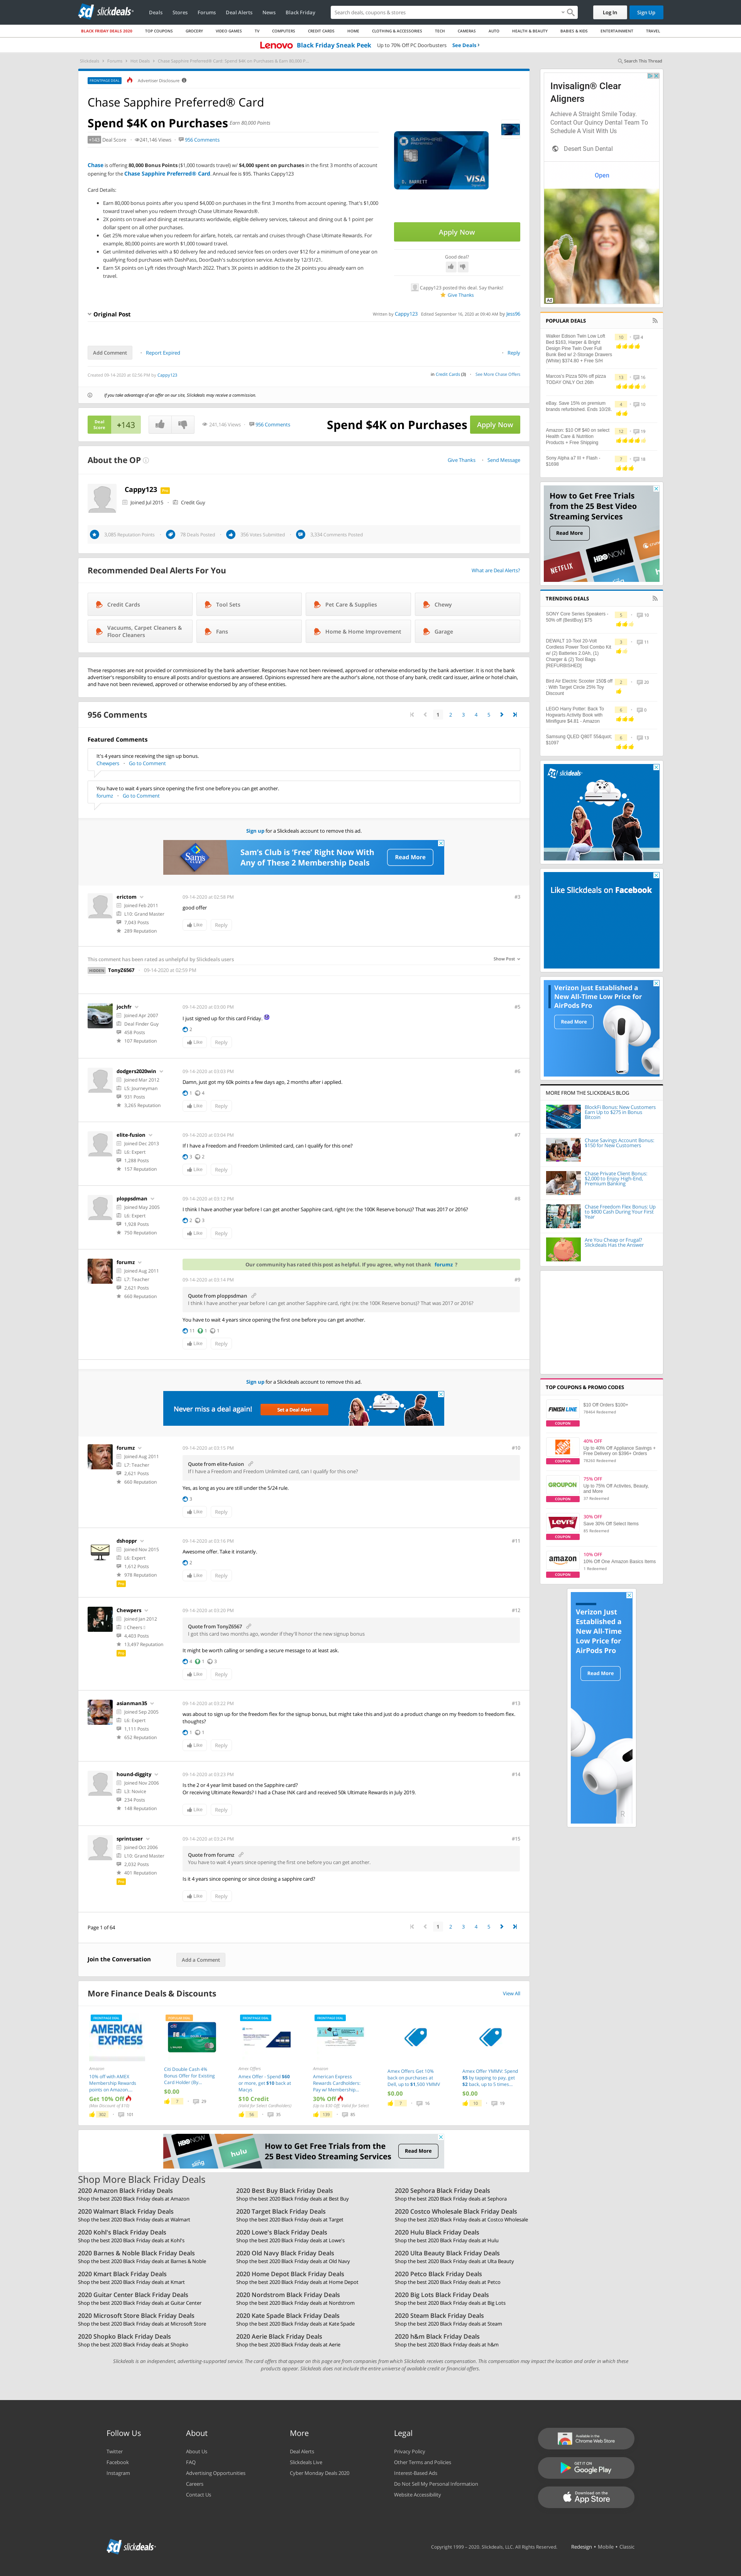 slickdeals
Deals Stores Forums Deal Alerts News Black Friday
Search deals, coupons & stores
Log In Sign Up
BLACK FRIDAY DEALS 2020 TOP COUPONS GROCERY VIDEO GAMES TV COMPUTERS CREDIT CARDS HOME CLOTHING & ACCESSORIES TECH CAMERAS AUTO HEALTH & BEAUTY BABIES & KIDS ENTERTAINMENT TRAVEL
Lenovo Black Friday Sneak Peek Up to 70% Off PC Doorbusters See Deals
Slickdeals Forums Hot Deals Chase Sapphire Preferred® Card: Spend $4K on Purchases & Earn 80,000 P...
Search This Thread
FRONTPAGE DEAL Advertiser Disclosure
Chase Sapphire Preferred® Card
Spend $4K on Purchases Earn 80,000 Points
+143 Deal Score 241,146 Views 956 Comments
Chase is offering 80,000 Bonus Points ($1,000 towards travel) w/ $4,000 spent on purchases in the first 3 months of account
opening for the Chase Sapphire Preferred® Card. Annual fee is $95. Thanks Cappy123
Card Details:
Earn 80,000 bonus points after you spend $4,000 on purchases in the first 3 months from account opening. That's $1,000
toward travel when you redeem through Chase Ultimate Rewards®.
2X points on travel and dining at restaurants worldwide, eligible delivery services, takeout and dining out & 1 point per
dollar spent on all other purchases.
Get 25% more value when you redeem for airfare, hotels, car rentals and cruises through Chase Ultimate Rewards. For
example, 80,000 points are worth $1,000 toward travel.
Get unlimited deliveries with a $0 delivery fee and reduced service fees on orders over $12 for a minimum of one year on
qualifying food purchases with DashPass, DoorDash's subscription service. Activate by 12/31/21.
Earn 5X points on Lyft rides through March 2022. That's 3X points in addition to the 2X points you already earn on
travel.
Apply Now
Good deal?
Cappy123 posted this deal. Say thanks!
Give Thanks
Original Post
Written by Cappy123 Edited September 16, 2020 at 09:40 AM by Jess9E
Add Comment Report Expired Reply
Created 09-14-2020 at 02:56 PM by Cappy123
in Credit Cards (3) See More Chase Offers
If you take advantage of an offer on our site, Slickdeals may receive a commission.
Deal
Score
+143
241,146 Views 956 Comments
Spend $4K on Purchases Apply Now
About the OP
Give Thanks Send Message
Cappy123 Pro
Joined Jul 2015 Credit Guy
3,085 Reputation Points 78 Deals Posted 356 Votes Submitted 3,334 Comments Posted
Recommended Deal Alerts For You
What are Deal Alerts?
Credit Cards Tool Sets Pet Care & Supplies Chewy
Vacuums, Carpet Cleaners &
Floor Cleaners
Fans Home & Home Improvement Garage
These responses are not provided or commissioned by the bank advertiser. Responses have not been reviewed, approved or otherwise endorsed by the bank advertiser. It is not the bank
advertiser's responsibility to ensure all posts and/or questions are answered. Opinions expressed here are the author's alone, not those of any bank, credit card issuer, airline or hotel chain,
and have not been reviewed, approved or otherwise endorsed by any of these entities.
956 Comments
1 2 3 4 5
Featured Comments
It's 4 years since receiving the sign up bonus.
Chewpers Go to Comment
You have to wait 4 years since opening the first one before you can get another.
forumz Go to Comment
Sign up for a Slickdeals account to remove this ad.
Sam's Club is 'Free' Right Now With
Any of These 2 Membership Deals
Read More
erictom
Joined Feb 2011
L10: Grand Master
7,043 Posts
289 Reputation
09-14-2020 at 02:58 PM #3
good offer
Like Reply
This comment has been rated as unhelpful by Slickdeals users Show Post
HIDDEN TonyZ6567 09-14-2020 at 02:59 PM
jochfr
Joined Apr 2007
Deal Finder Guy
458 Posts
107 Reputation
09-14-2020 at 03:00 PM #5
I just signed up for this card Friday.
2
Like Reply
dodgers2020win
Joined Mar 2012
L5: Journeyman
931 Posts
3,265 Reputation
09-14-2020 at 03:03 PM #6
Damn, just got my 60k points a few days ago, 2 months after i applied.
1 4
Like Reply
elite-fusion
Joined Dec 2013
L6: Expert
1,288 Posts
157 Reputation
09-14-2020 at 03:04 PM #7
If I have a Freedom and Freedom Unlimited card, can I qualify for this one?
3 2
Like Reply
ploppsdman
Joined May 2005
L6: Expert
1,928 Posts
750 Reputation
09-14-2020 at 03:12 PM #8
I think I have another year before I can get another Sapphire card, right (re: the 100K Reserve bonus)? That was 2017 or 2016?
2 3
Like Reply
forumz
Joined Aug 2011
L7: Teacher
2,621 Posts
660 Reputation
Our community has rated this post as helpful. If you agree, why not thank forumz ?
09-14-2020 at 03:14 PM #9
Quote from ploppsdman
I think I have another year before I can get another Sapphire card, right (re: the 100K Reserve bonus)? That was 2017 or 2016?
You have to wait 4 years since opening the first one before you can get another.
11 1 1
Like Reply
Sign up for a Slickdeals account to remove this ad.
Never miss a deal again! Set a Deal Alert
forumz
Joined Aug 2011
L7: Teacher
2,621 Posts
660 Reputation
09-14-2020 at 03:15 PM #10
Quote from elite-fusion
If I have a Freedom and Freedom Unlimited card, can I qualify for this one?
Yes, as long as you are still under the 5/24 rule.
3
Like Reply
dshoppr
Joined Nov 2015
L6: Expert
1,612 Posts
978 Reputation
Pro
09-14-2020 at 03:16 PM #11
Awesome offer. Take it instantly.
2
Like Reply
Chewpers
Joined Jan 2012
/ Cheers /
4,403 Posts
13,497 Reputation
Pro
09-14-2020 at 03:20 PM #12
Quote from TonyZ6567
I got this card two months ago, wonder if they'll honor the new signup bonus
It might be worth calling or sending a secure message to at least ask.
4 1 3
Like Reply
asianman35
Joined Sep 2005
L6: Expert
1,111 Posts
652 Reputation
09-14-2020 at 03:22 PM #13
was about to sign up for the freedom flex for the signup bonus, but might take this and just do a product change on my freedom to freedom flex.
thoughts?
1 1
Like Reply
hound-diggity
Joined Nov 2006
L3: Novice
234 Posts
148 Reputation
09-14-2020 at 03:23 PM #14
Is the 2 or 4 year limit based on the Sapphire card?
Or receiving Ultimate Rewards? I had a Chase INK card and received 50k Ultimate Rewards in July 2019.
Like Reply
sprintuser
Joined Oct 2006
L10: Grand Master
2,032 Posts
401 Reputation
Pro
09-14-2020 at 03:24 PM #15
Quote from forumz
You have to wait 4 years since opening the first one before you can get another.
Is it 4 years since opening or since closing a sapphire card?
Like Reply
Page 1 of 64
1 2 3 4 5
Join the Conversation Add a Comment
More Finance Deals & Discounts View All
AMERICAN
EXPRESS
Amazon
10% off with AMEX
Membership Rewards
points on Amazon...
Get 10% Off
Citi Double Cash 4%
Bonus Offer for Existing
Card Holder (By...
$0.00
Amex Offers
Amex Offer - Spend $60
or more, get $10 back at
Macys
$10 Credit
Amazon
American Express
Rewards Cardholders:
Pay w/ Membership...
30% Off
Amex Offers Get 10%
back on purchases at
Dell, up to $1,500 YMMV
$0.00
Amex Offer YMMV: Spend
$5 by tapping to pay, get
$2 back, up to 5 times...
$0.00
How to Get Free Trials from the
25 Best Video Streaming Services
Read More
Shop More Black Friday Deals
2020 Amazon Black Friday Deals
Shop the best 2020 Black Friday deals at Amazon
2020 Best Buy Black Friday Deals
Shop the best 2020 Black Friday deals at Best Buy
2020 Sephora Black Friday Deals
Shop the best 2020 Black Friday deals at Sephora
2020 Walmart Black Friday Deals
Shop the best 2020 Black Friday deals at Walmart
2020 Target Black Friday Deals
Shop the best 2020 Black Friday deals at Target
2020 Costco Wholesale Black Friday Deals
Shop the best 2020 Black Friday deals at Costco Wholesale
2020 Kohl's Black Friday Deals
Shop the best 2020 Black Friday deals at Kohl's
2020 Lowe's Black Friday Deals
Shop the best 2020 Black Friday deals at Lowe's
2020 Hulu Black Friday Deals
Shop the best 2020 Black Friday deals at Hulu
2020 Barnes & Noble Black Friday Deals
Shop the best 2020 Black Friday deals at Barnes & Noble
2020 Old Navy Black Friday Deals
Shop the best 2020 Black Friday deals at Old Navy
2020 Ulta Beauty Black Friday Deals
Shop the best 2020 Black Friday deals at Ulta Beauty
2020 Kmart Black Friday Deals
Shop the best 2020 Black Friday deals at Kmart
2020 Home Depot Black Friday Deals
Shop the best 2020 Black Friday deals at Home Depot
2020 Petco Black Friday Deals
Shop the best 2020 Black Friday deals at Petco
2020 Guitar Center Black Friday Deals
Shop the best 2020 Black Friday deals at Guitar Center
2020 Nordstrom Black Friday Deals
Shop the best 2020 Black Friday deals at Nordstrom
2020 Big Lots Black Friday Deals
Shop the best 2020 Black Friday deals at Big Lots
2020 Microsoft Store Black Friday Deals
Shop the best 2020 Black Friday deals at Microsoft Store
2020 Kate Spade Black Friday Deals
Shop the best 2020 Black Friday deals at Kate Spade
2020 Steam Black Friday Deals
Shop the best 2020 Black Friday deals at Steam
2020 Shopko Black Friday Deals
Shop the best 2020 Black Friday deals at Shopko
2020 Aerie Black Friday Deals
Shop the best 2020 Black Friday deals at Aerie
2020 h&m Black Friday Deals
Shop the best 2020 Black Friday deals at h&m
Slickdeals is an independent, advertising-supported service. The card offers that appear on this page are from companies from which Slickdeals receives compensation. This compensation may impact the location and order in which these
products appear. Slickdeals does not include the entire universe of available credit or financial offers.
Invisalign® Clear
Aligners
Achieve A Straight Smile Today
Contact Our Quincy Dental Team To
Schedule A Visit With Us
Desert Sun Dental
Open
Ad
POPULAR DEALS
Walker Edison Twin Low Loft
Bed $163, Harper & Bright
Design Pine Twin Over Full
Bunk Bed w/ 2-Storage Drawers
(White) $374.80 + Free S/H
Marcos's Pizza 50% off pizza
TODAY ONLY Oct 26th
eBay. Save 15% on premium
brands refurbished. Ends 10/26.
Amazon: $10 Off $40 on select
Health Care & Nutrition
Products + Free Shipping
Sony Alpha a7 III + Flash -
$1698
How to Get Free Trials
from the 25 Best Video
Streaming Services
Read More
NETFLIX HBO NOW
TRENDING DEALS
SONY Core Series Speakers -
50% off (BestBuy) $75
DEWALT 10-Tool 20-Volt
Cordless Power Tool Combo Kit
w/ (2) Batteries 2.0Ah, (1)
Charger & (2) Tool Bags
[REFURBISHED]
Bird Air Electric Scooter 150$ off
: With Target Circle 25% Toy
Discount
LEGO Harry Potter: Back To
Hogwarts Activity Book with
Minifigure $4.91 - Amazon
Samsung QLED Q80T 55&quot;
$1097
slickdeals
Like Slickdeals on Facebook
Verizon Just Established a
New All-Time Low Price for
AirPods Pro
Read More
MORE FROM THE SLICKDEALS BLOG
BlockFi Bonus: New Customers
Earn Up to $275 in Bonus
Bitcoin
Chase Savings Account Bonus:
$150 for New Customers
Chase Private Client Bonus:
$2,000 to Enjoy High-End,
Premium Banking
Chase Freedom Flex Bonus: Up
to $800 Cash During Your First
Year
Are You Cheap or Frugal?
Slickdeals Has the Answer
TOP COUPONS & PROMO CODES
FINISH LINE
COUPON
$10 Off Orders $100+
COUPON
40% OFF
Up to 40% Off Appliance Savings +
Free Delivery on $396+ Orders
GROUPON
COUPON
75% OFF
Up to 75% Off Activities, Beauty,
and More
37 Redeemed
LEVI'S
COUPON
30% OFF
Save 30% Off Select Items
amazon
COUPON
10% OFF
10% Off One Amazon Basics Items
1 Redeemed
Verizon Just
Established a
New All-Time
Low Price for
AirPods Pro
Read More
Follow Us
Twitter
Facebook
Instagram
About
About Us
FAQ
Advertising Opportunities
Careers
Contact Us
More
Deal Alerts
Slickdeals Live
Cyber Monday Deals 2020
Legal
Privacy Policy
Other Terms and Policies
Interest-Based Ads
Do Not Sell My Personal Information
Website Accessibility
Available in the
Chrome Web Store
GET IT ON
Google Play
Download on the
App Store
slickdeals
Copyright 1999 - 2020. Slickdeals, LLC. All Rights Reserved. Redesign • Mobile • Classic